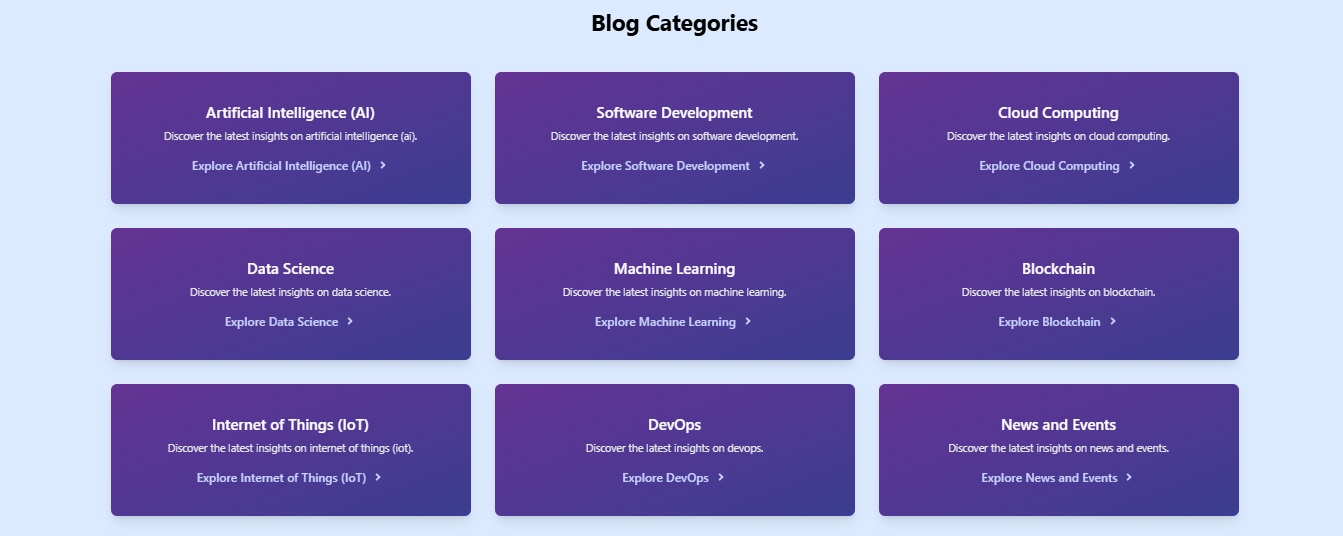 Blog Categories
Artificial Intelligence (AI)
Discover the latest insights on artificial intelligence (ai).
Explore Artificial Intelligence (AI)
Software Development
Discover the latest insights on software development.
Explore Software Development
Cloud Computing
Discover the latest insights on cloud computing.
Explore Cloud Computing
Data Science
Discover the latest insights on data science.
Explore Data Science
Machine Learning
Discover the latest insights on machine learning.
Explore Machine Learning
Blockchain
Discover the latest insights on blockchain.
Explore Blockchain
Internet of Things (IoT)
Discover the latest insights on internet of things (iot).
Explore Internet of Things (IoT)
DevOps
Discover the latest insights on devops.
Explore DevOps
News and Events
Discover the latest insights on news and events.
Explore News and Events